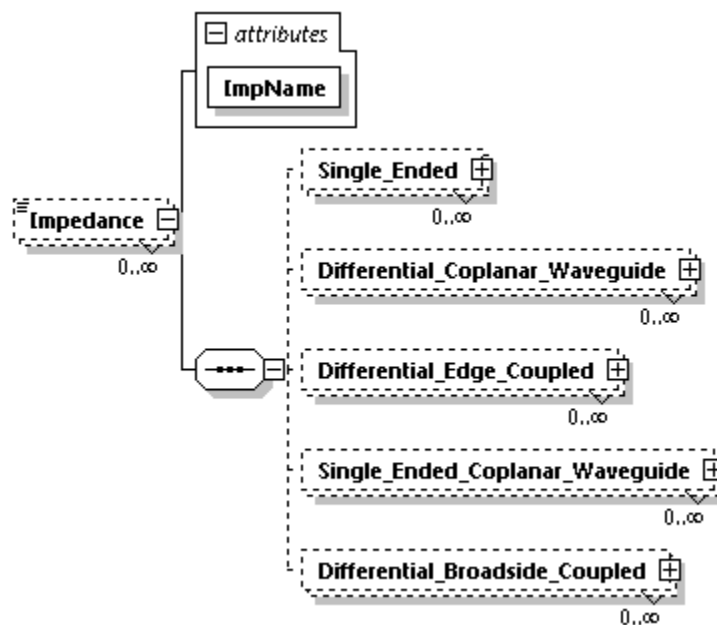 attributes
ImpName
Single_Ended
0..∞
Impedance
0..∞
Differential_Coplanar_Waveguide
0..∞
Differential_Edge_Coupled
0..∞
Single_Ended_Coplanar_Waveguide
0..∞
Differential_Broadside_Coupled
0..∞